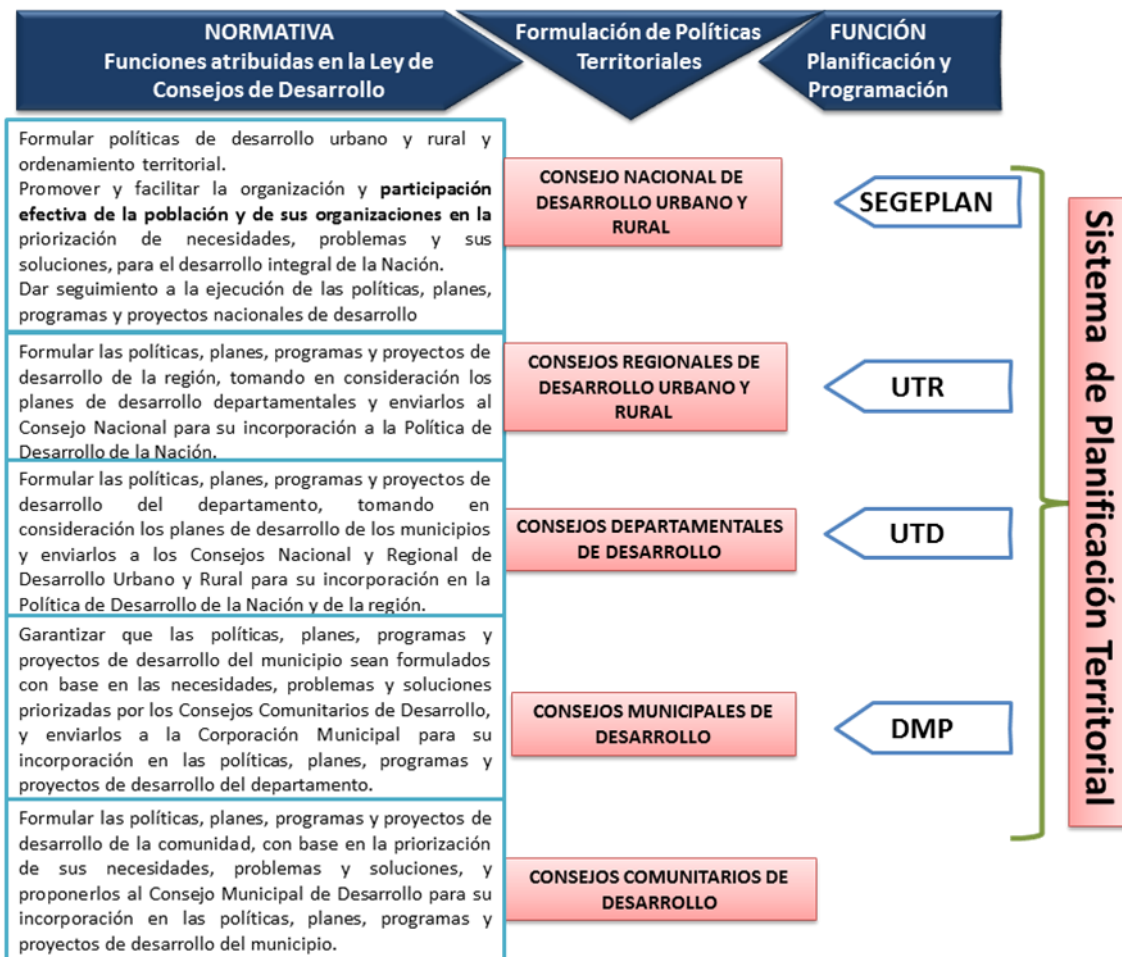 NORMATIVA
Funciones atribuidas en la Ley de
Consejos de Desarrollo
Formulación de Políticas
Territoriales
FUNCIÓN
Planificación y
Programación
Formular políticas de desarrollo urbano y rural y
ordenamiento territorial.
Promover y facilitar la organización y participación
efectiva de la población y de sus organizaciones en la
priorización de necesidades, problemas y sus
soluciones, para el desarrollo integral de la Nación.
Dar seguimiento a la ejecución de las políticas, planes,
programas y proyectos nacionales de desarrollo
CONSEJO NACIONAL DE
DESARROLLO URBANO Y
RURAL
SEGEPLAN
Formular las políticas, planes, programas y proyectos de
desarrollo de la región, tomando en consideración los
planes de desarrollo departamentales y enviarlos al
Consejo Nacional para su incorporación a la Política de
Desarrollo de la Nación.
CONSEJOS REGIONALES DE
DESARROLLO URBANO Y
RURAL
UTR
Formular las políticas, planes, programas y proyectos de
desarrollo del departamento, tomando en
consideración los planes de desarrollo de los municipios
y enviarlos a los Consejos Nacional y Regional de
Desarrollo Urbano y Rural para su incorporación en la
Política de Desarrollo de la Nación y de la región.
CONSEJOS DEPARTAMENTALES
DE DESARROLLO
UTD
Garantizar que las políticas, planes, programas y
proyectos de desarrollo del municipio sean formulados
con base en las necesidades, problemas y soluciones
priorizadas por los Consejos Comunitarios de Desarrollo,
y enviarlos a la Corporación Municipal para su
incorporación en las políticas, planes, programas y
proyectos de desarrollo del departamento.
CONSEJOS MUNICIPALES DE
DESARROLLO
DMP
Formular las políticas, planes, programas y proyectos de
desarrollo de la comunidad, con base en la priorización
de sus necesidades, problemas y soluciones, y
proponerlos al Consejo Municipal de Desarrollo para su
incorporación en las políticas, planes, programas y
proyectos de desarrollo del municipio.
CONSEJOS COMUNITARIOS DE
DESARROLLO
Sistema de Planificación Territorial